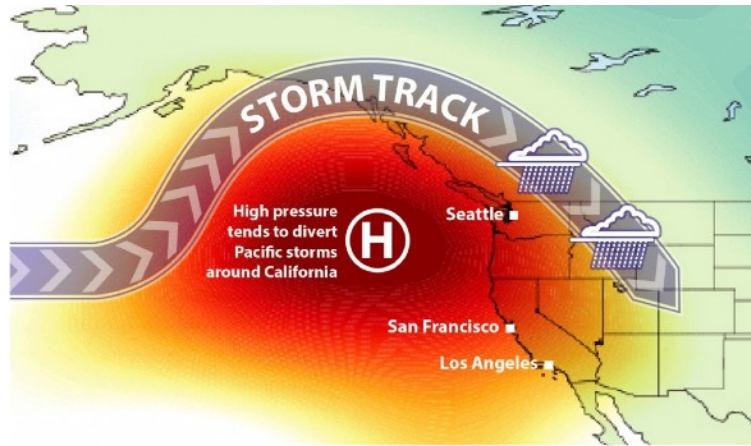 STORM TRACK
High pressure
tends to divert
Pacific storms
around California
H
Seattle
San Francisco
Los Angeles